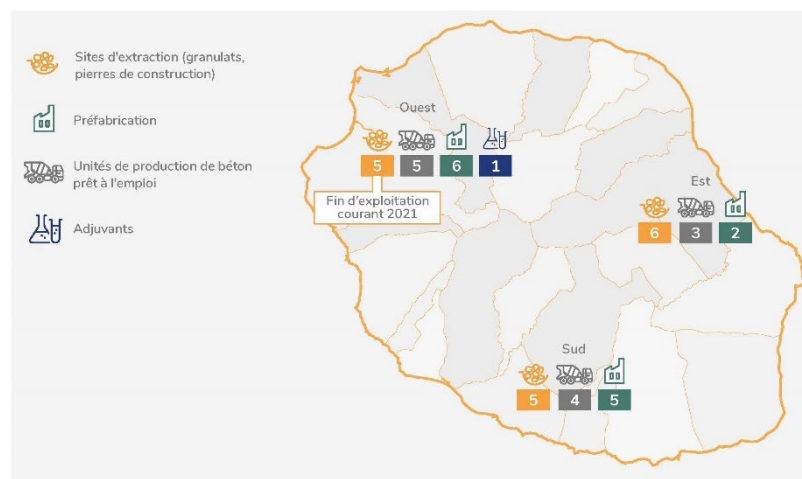 Sites d'extraction (granulats,
pierres de construction)
Préfabrication
Unités de production de béton
prêt à l'emploi
Adjuvants
Ouest
5 5 6 1
Fin d'exploitation
courant 2021
Est
6 3 2
Sud
5 4 5